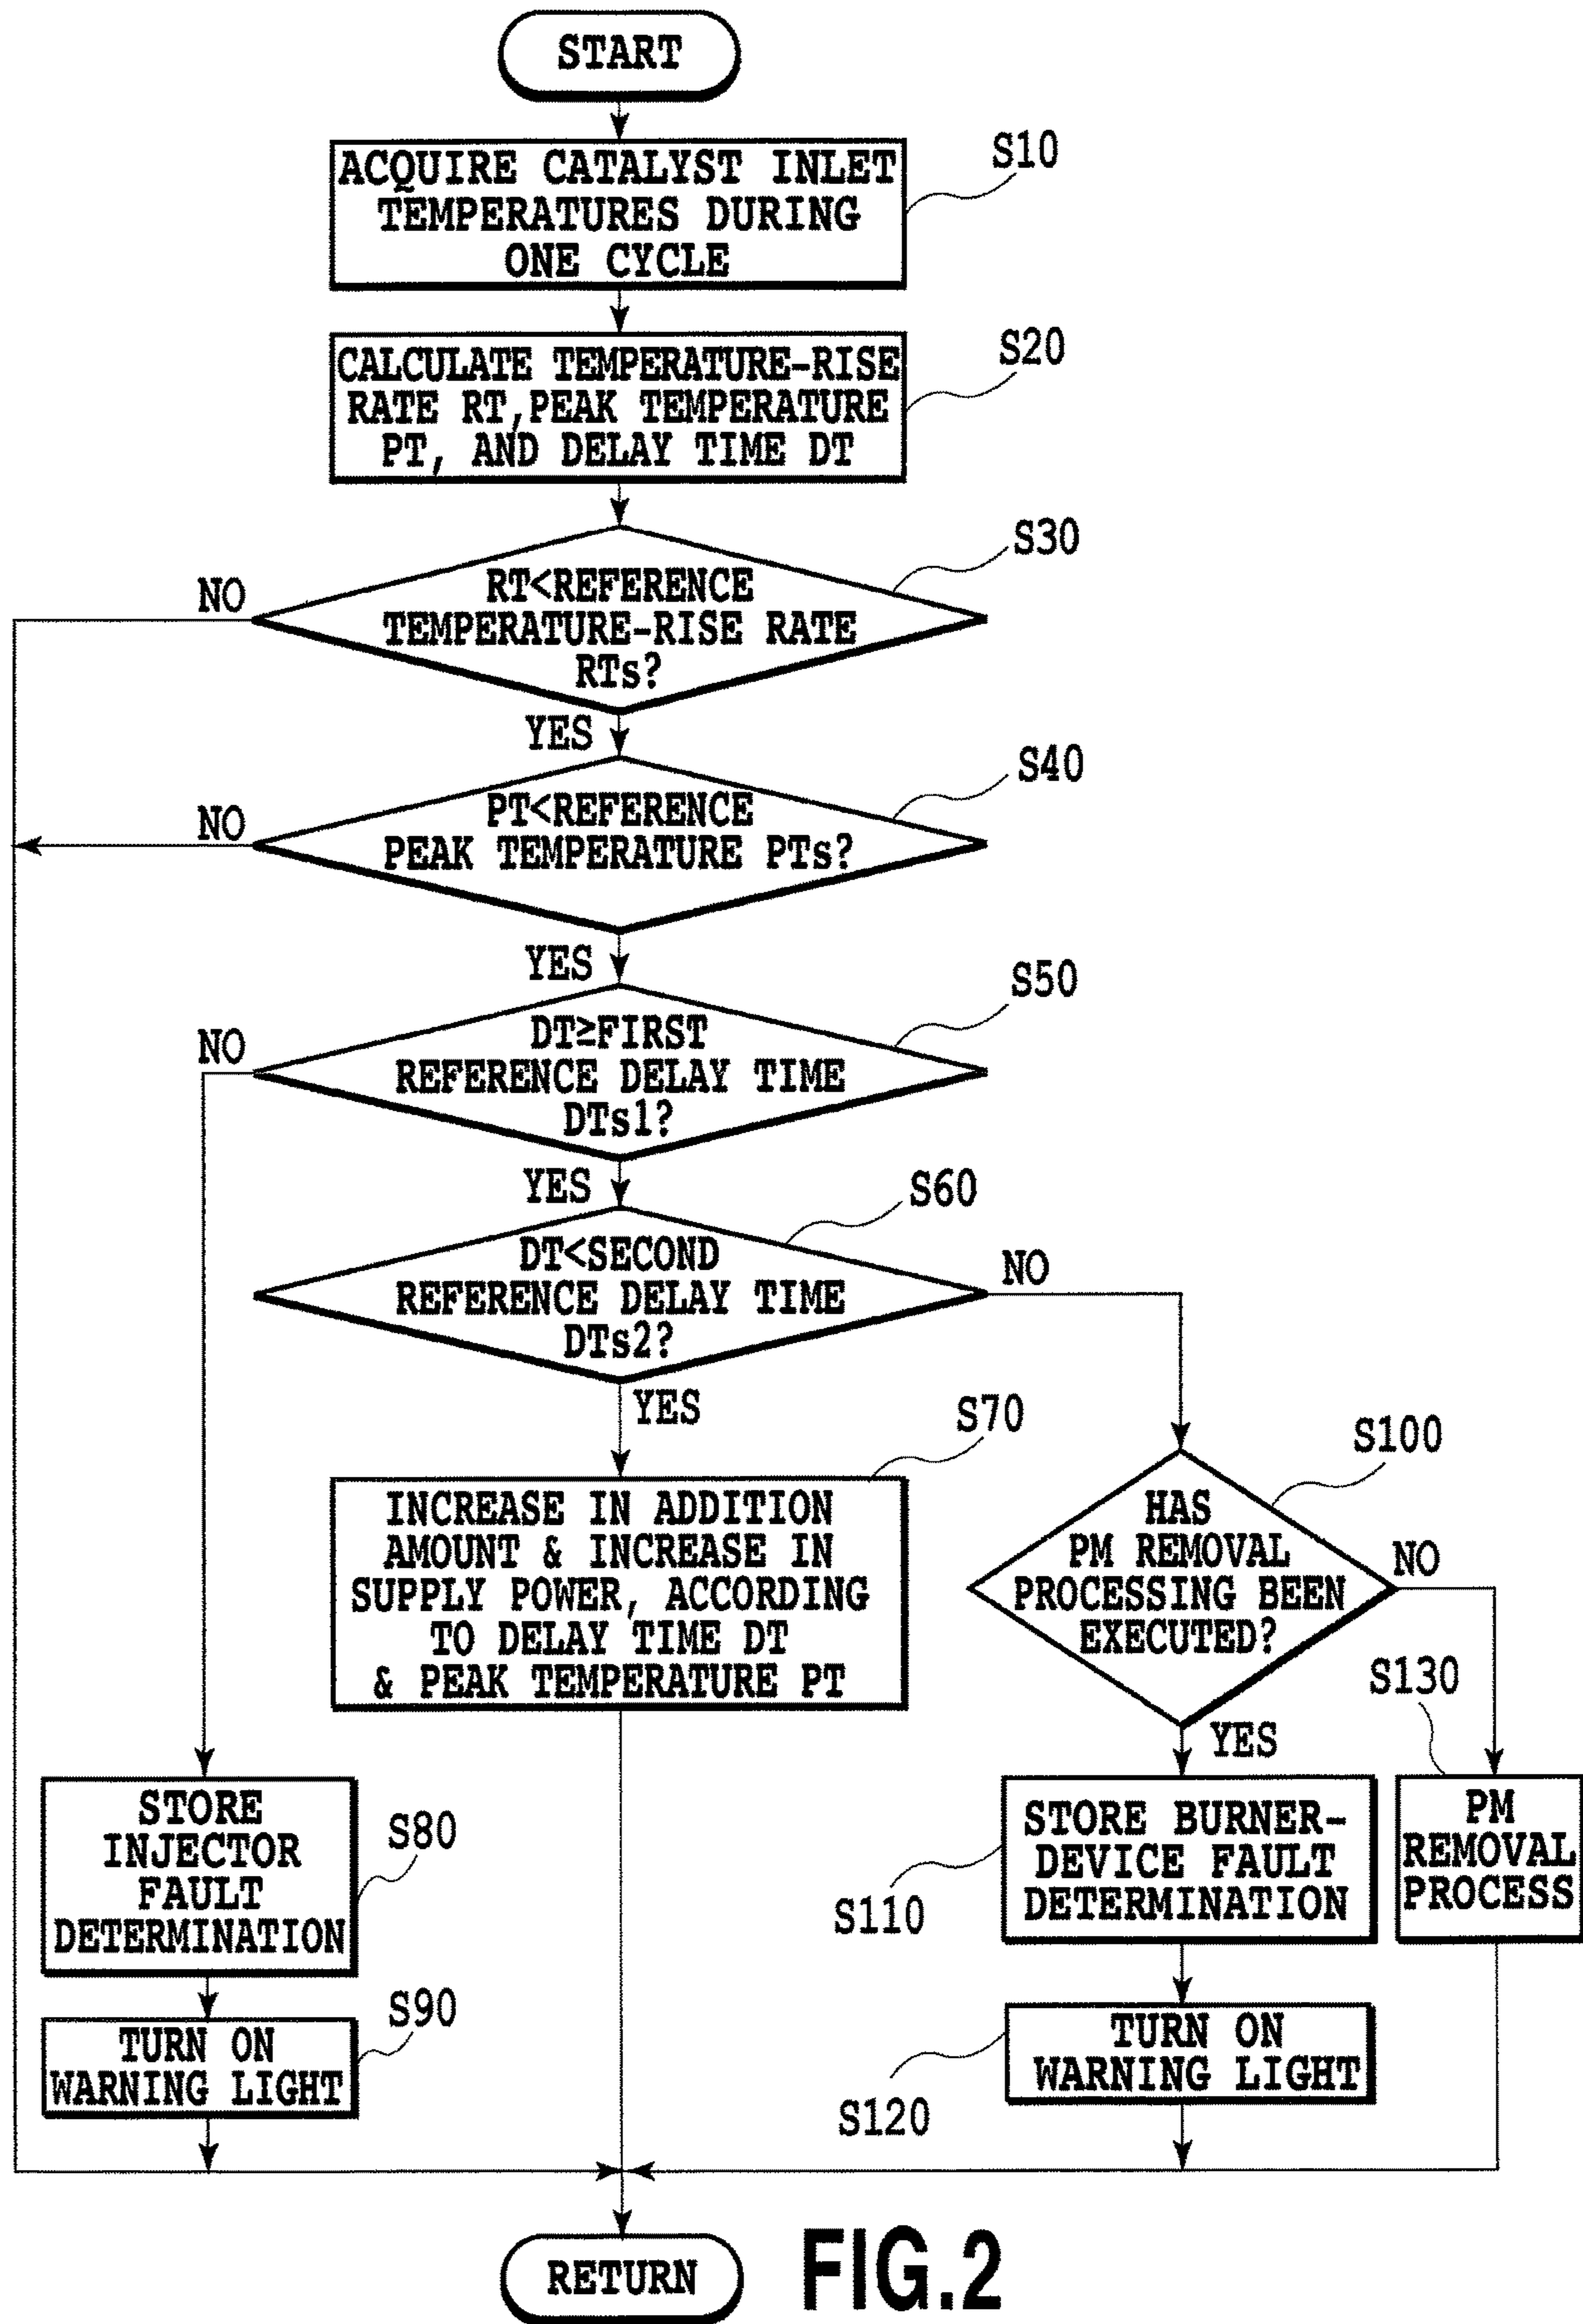 START
ACQUIRE CATALYST INLET
TEMPERATURES DURING
ONE CYCLE
S10
CALCULATE TEMPERATURE-RISE
RATE RT,PEAK TEMPERATURE
PT, AND DELAY TIME DT
S20
RT<REFERENCE
TEMPERATURE-RISE RATE
RTs?
S30
NO
YES
PT<REFERENCE
PEAK TEMPERATURE PTs?
S40
NO
YES
DT≥FIRST
REFERENCE DELAY TIME
DTs1?
S50
NO
YES
DT<SECOND
REFERENCE DELAY TIME
DTs2?
S60
NO
YES
INCREASE IN ADDITION
AMOUNT & INCREASE IN
SUPPLY POWER, ACCORDING
TO DELAY TIME DT
& PEAK TEMPERATURE PT
S70
HAS
PM REMOVAL
PROCESSING BEEN
EXECUTED?
S100
NO
YES
STORE
INJECTOR
FAULT
DETERMINATION
S80
TURN ON
WARNING LIGHT
S90
STORE BURNER-
DEVICE FAULT
DETERMINATION
S110
TURN ON
WARNING LIGHT
S120
S130
PM
REMOVAL
PROCESS
RETURN
FIG.2